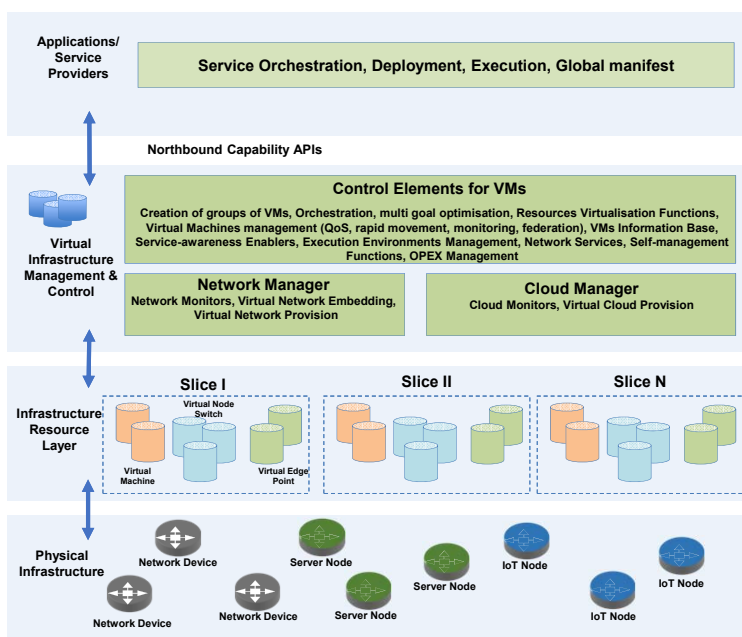 Applications/
Service
Providers
Service Orchestration, Deployment, Execution, Global manifest
Northbound Capability APIs
Virtual
Infrastructure
Management &
Control
Control Elements for VMs
Creation of groups of VMs, Orchestration, multi goal optimisation, Resources Virtualisation Functions,
Virtual Machines management (QoS, rapid movement, monitoring, federation), VMs Information Base,
Service-awareness Enablers, Execution Environments Management, Network Services, Self-management
Functions, OPEX Management
Network Manager
Network Monitors, Virtual Network Embedding,
Virtual Network Provision
Cloud Manager
Cloud Monitors, Virtual Cloud Provision
Infrastructure
Resource
Layer
Slice I
Slice II
Slice N
Virtual Node
Switch
Virtual
Machine
Virtual Edge
Point
Physical
Infrastructure
Network Device
Server Node
IoT Node
Server Node
IoT Node
Network Device
Network Device
Server Node
IoT Node